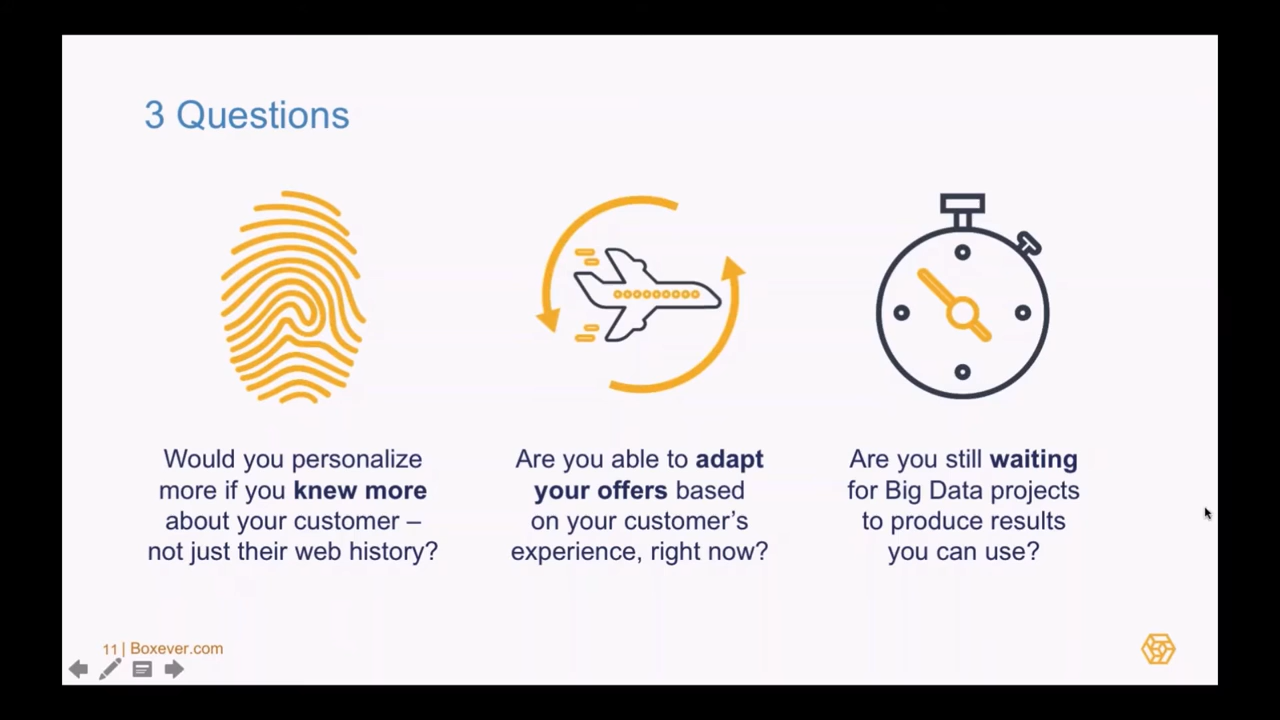 3 Questions
Would you personalize
more if you knew more
about your customer –
not just their web history?
Are you able to adapt
your offers based
on your customer’s
experience, right now?
Are you still waiting
for Big Data projects
to produce results
you can use?
11| Boxever.com